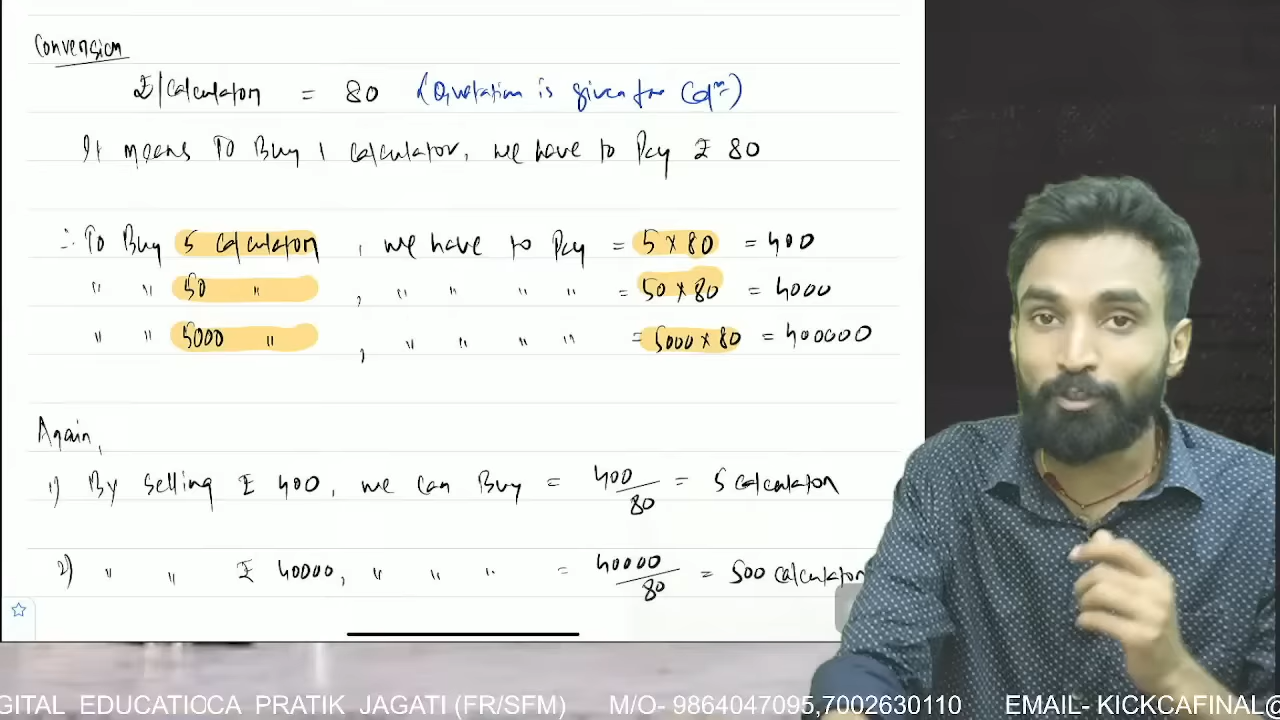 Conversion
₹/Calculator = 80 (Quotation is given for Calr)
It means To Buy 1 calculator, we have to Pay ₹ 80
∴ To Buy 5 calculator, we have to Pay = 5 × 80 = 400
" " 50 ", " " " " = 50 × 80 = 4000
" " 5000 ", " " " " = 5000 × 80 = 400000
Again,
1) By selling ₹ 400, we can Buy = 400/80 = 5 calculator
2) " " ₹ 40000, " " " = 40000/80 = 500 calculator
GITAL EDUCATIOCA PRATIK JAGATI (FR/SFM) M/O- 9864047095,7002630110 EMAIL- KICKCAFINAL@